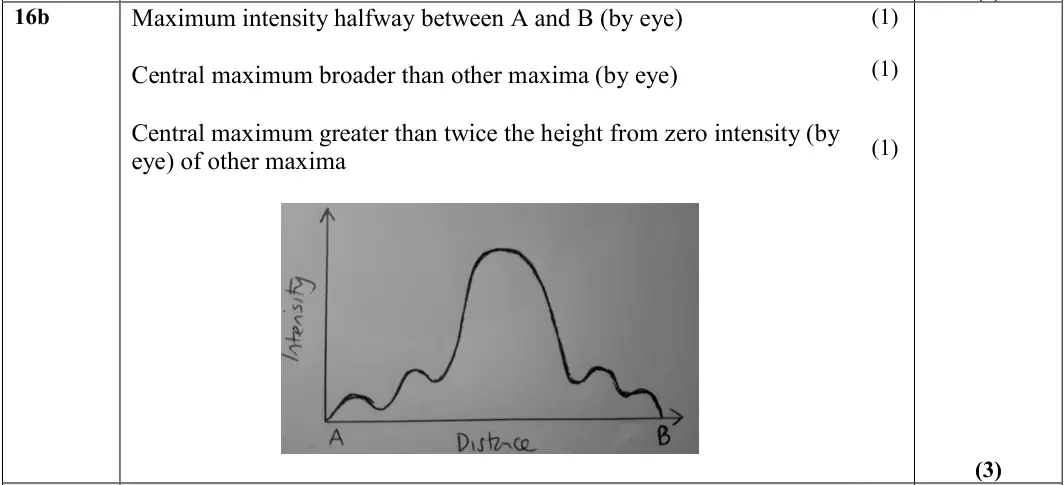 16b
Maximum intensity halfway between A and B (by eye) (1)
Central maximum broader than other maxima (by eye) (1)
Central maximum greater than twice the height from zero intensity (by
eye) of other maxima (1)
Intensity
A
Distance
B
(3)